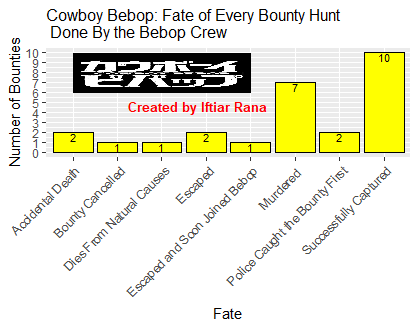 Cowboy Bebop: Fate of Every Bounty Hunt
Done By the Bebop Crew
カウボーイ
ビバップ
Created by Iftiar Rana
Number of Bounties
10
9
8
7
6
5
4
3
2
1
0
2
1
1
2
1
7
2
10
Accidental Death
Bounty Cancelled
Dies From Natural Causes
Escaped
Escaped and Soon Joined Bebop
Murdered
Police Caught the Bounty First
Successfully Captured
Fate